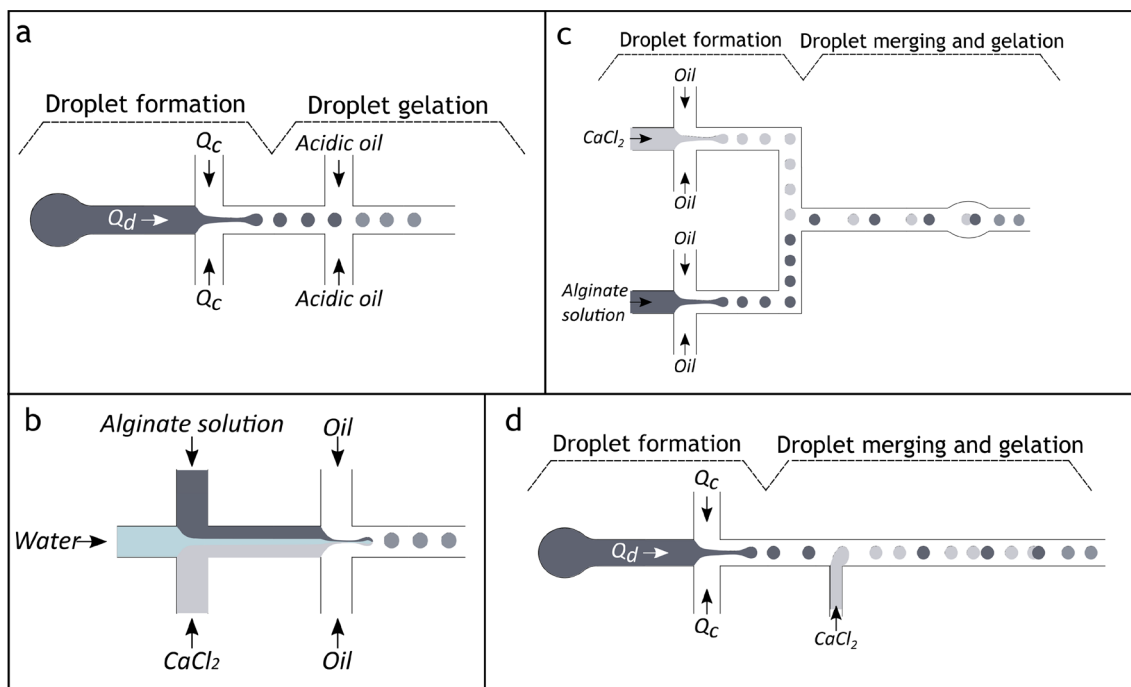 a
Droplet formation
Droplet gelation
Qc
Acidic oil
Qd
Qc
Acidic oil
c
Droplet formation
Droplet merging and gelation
Oil
CaCl2
Oil
Oil
Alginate
solution
Oil
b
Alginate solution
Oil
Water
CaCl2
Oil
d
Droplet formation
Droplet merging and gelation
Qc
Qd
Qc
CaCl2